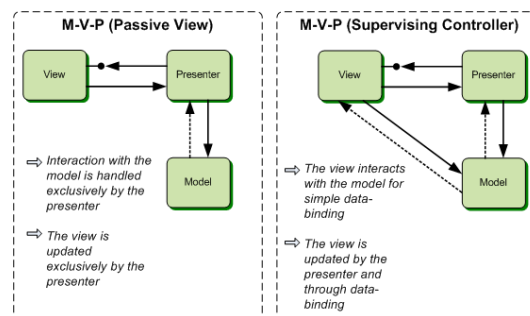 M-V-P (Passive View)
View
Presenter
Model
Interaction with the
model is handled
exclusively by the
presenter
The view is
updated
exclusively by the
presenter
M-V-P (Supervising Controller)
View
Presenter
Model
The view interacts
with the model for
simple data-
binding
The view is
updated by the
presenter and
through data-
binding